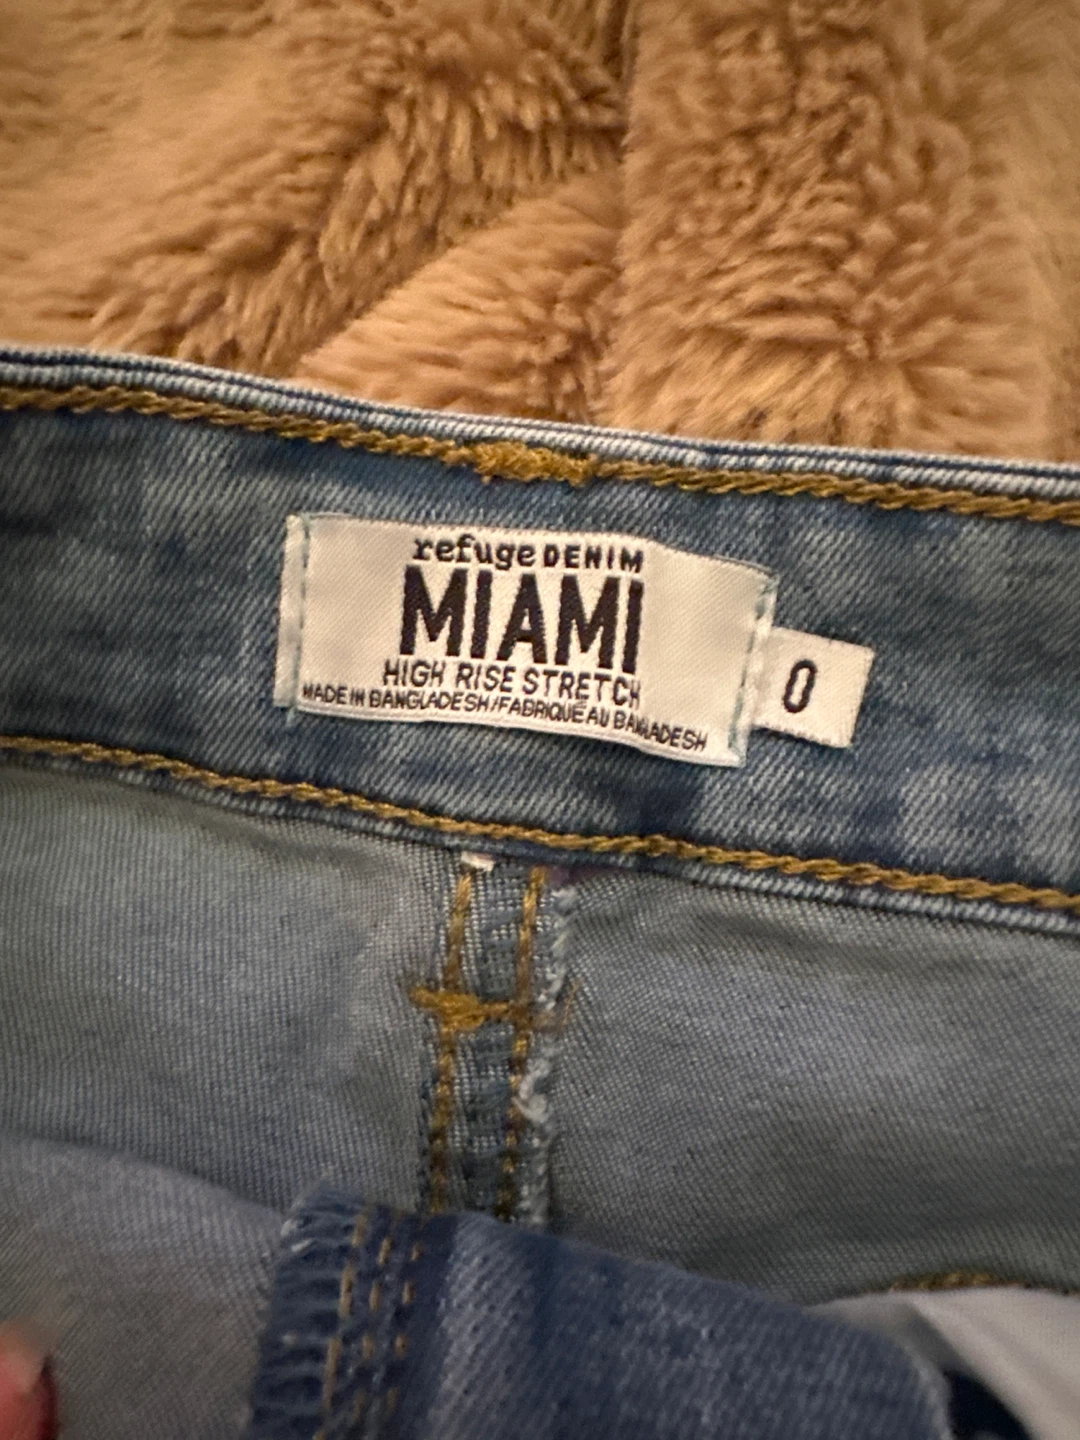 refuge DENIM
MIAMI
HIGH RISE STRETCH
MADE IN BANGLADESH/FABRIQUÉ AU BANGLADESH
0